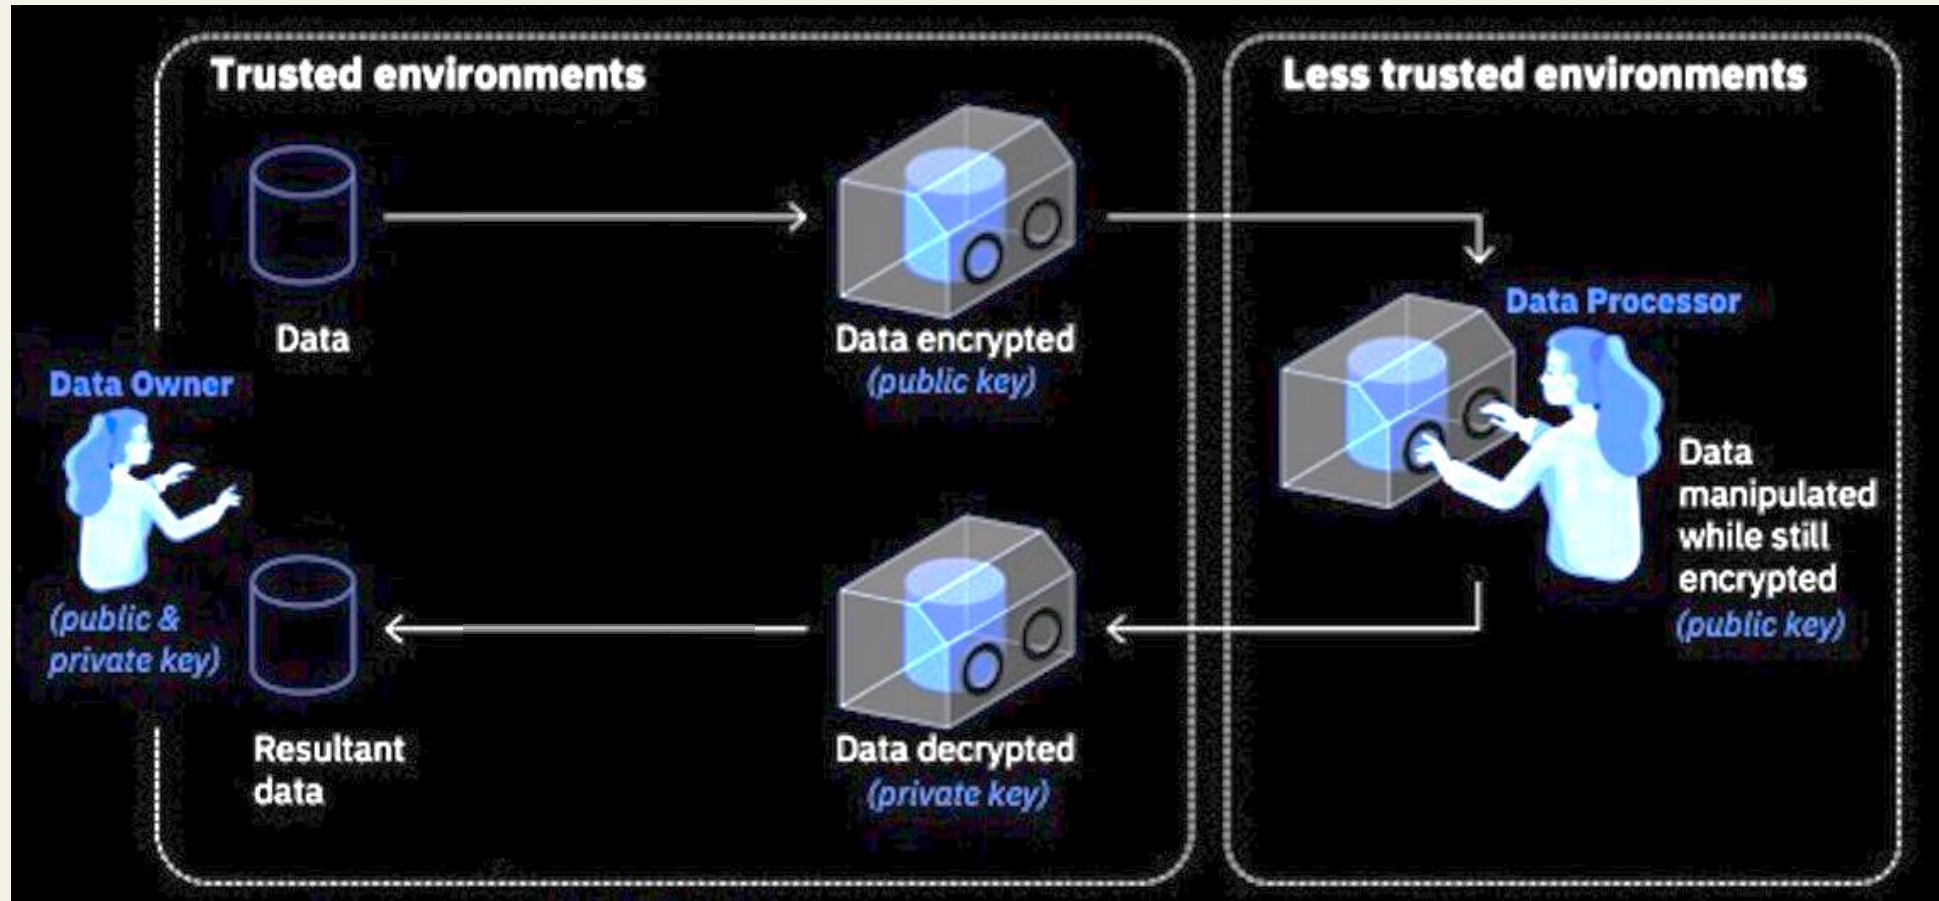 Trusted environments
Less trusted environments
Data
Data encrypted
(public key)
Data Owner
(public &
private key)
Data Processor
Data
manipulated
while still
encrypted
(public key)
Resultant
data
Data decrypted
(private key)